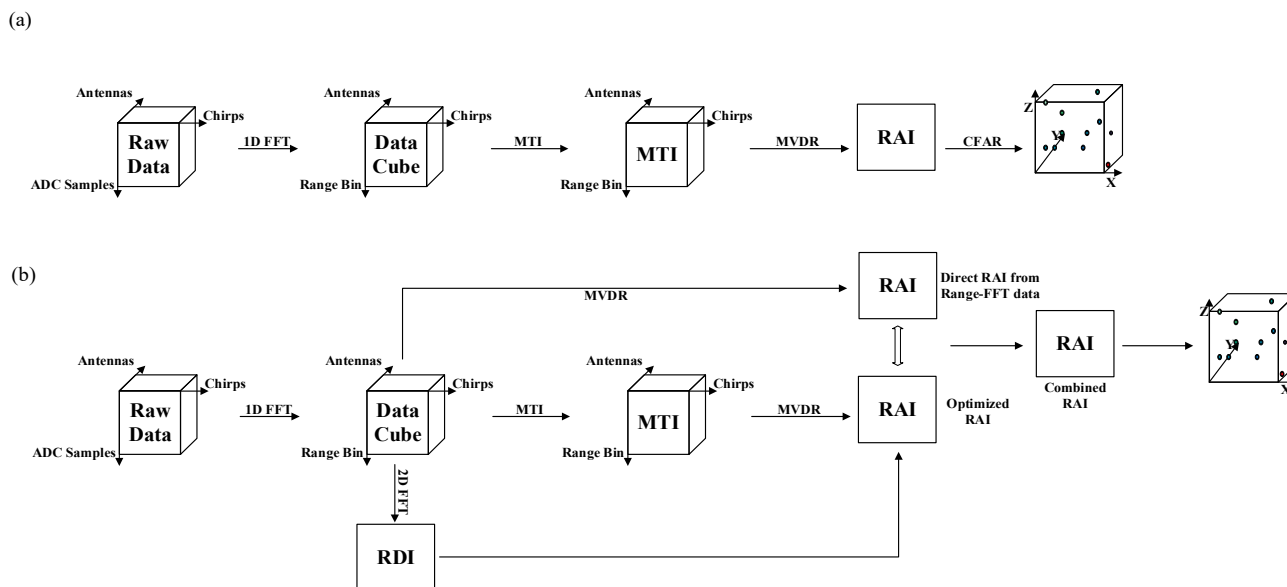 (a)
Antennas
Chirps
Raw
Data
ADC Samples
1D FFT
Antennas
Chirps
Data
Cube
Range Bin
MTI
Antennas
Chirps
MTI
Range Bin
MVDR
RAI
CFAR
Z
Y
X
(b)
MVDR
RAI
Direct RAI from
Range-FFT data
Antennas
Chirps
Raw
Data
ADC Samples
1D FFT
Antennas
Chirps
Data
Cube
Range Bin
MTI
Antennas
Chirps
MTI
Range Bin
MVDR
RAI
Optimized
RAI
RAI
Combined
RAI
Z
Y
X
2D FFT
RDI